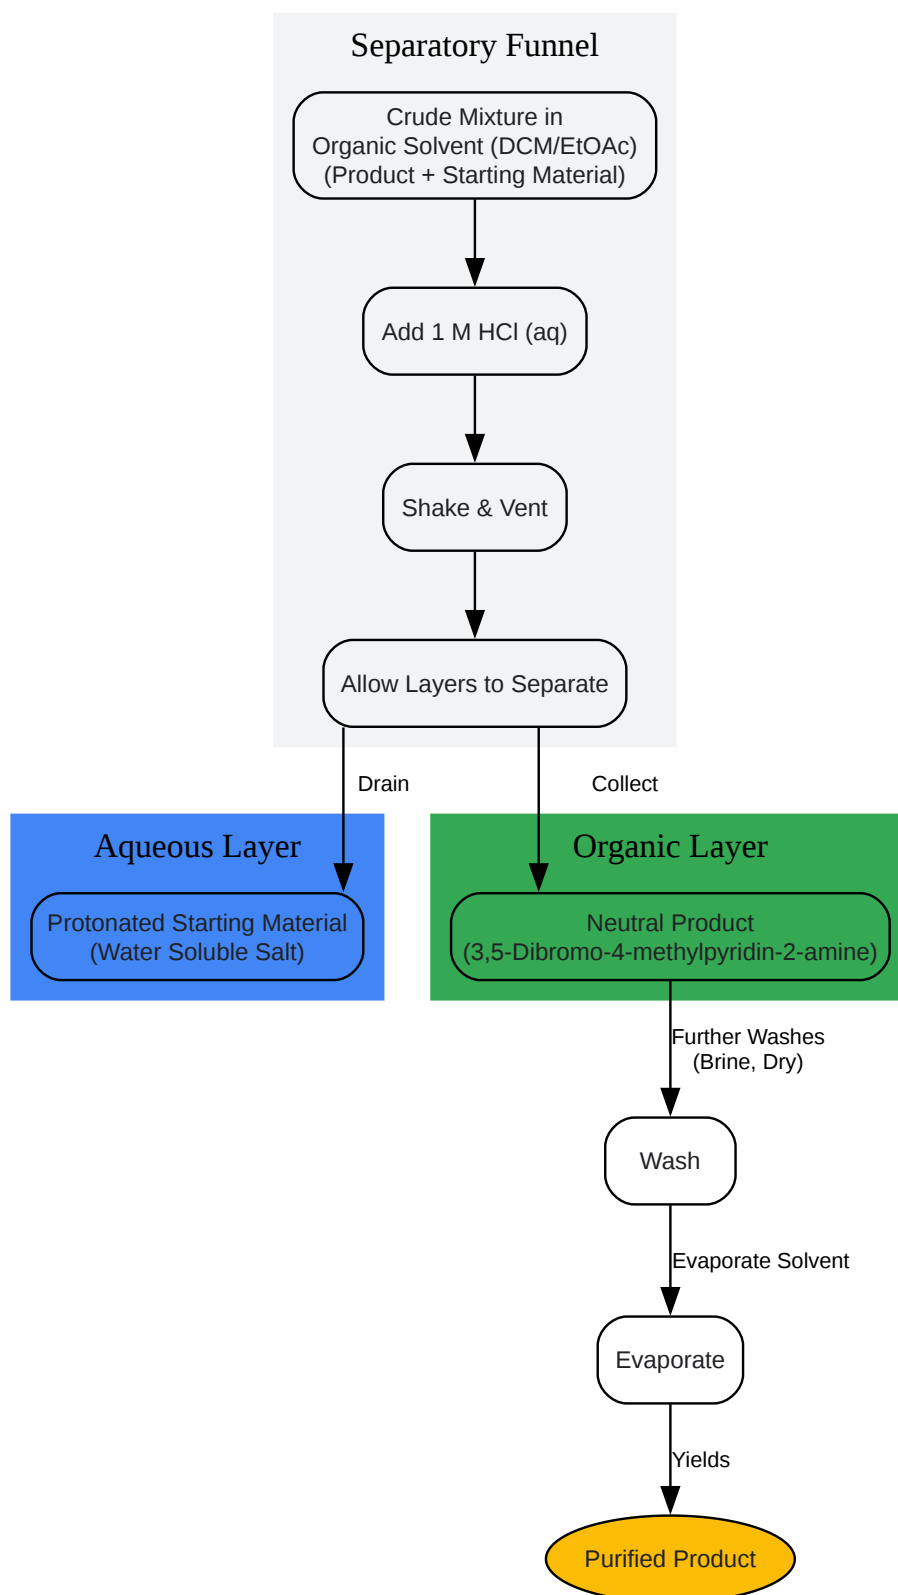 Separatory Funnel
Crude Mixture in
Organic Solvent (DCM/EtOAc)
(Product + Starting Material)
Add 1 M HCl (aq)
Shake & Vent
Allow Layers to Separate
Drain
Collect
Aqueous Layer
Protonated Starting Material
(Water Soluble Salt)
Organic Layer
Neutral Product
(3,5-Dibromo-4-methylpyridin-2-amine)
Further Washes
(Brine, Dry)
Wash
Evaporate Solvent
Evaporate
Yields
Purified Product